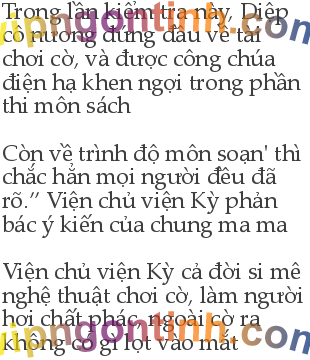 Trong lần kiểm tra này, Diệp
cô nương đứng đầu về tài
chơi cờ, và được công chúa
điện hạ khen ngợi trong phần
thi môn sách
Còn về trình độ môn soạn' thì
chắc hẳn mọi người đều đã
rõ.” Viện chủ viện Kỳ phản
bác ý kiến của chung ma ma
Viện chủ viện Kỳ cả đời si mê
nghệ thuật chơi cờ, làm người
hơi chất phác, ngoài cờ ra
không có gì lọt vào mắt
vipngontinh.com
vipngontinh.com